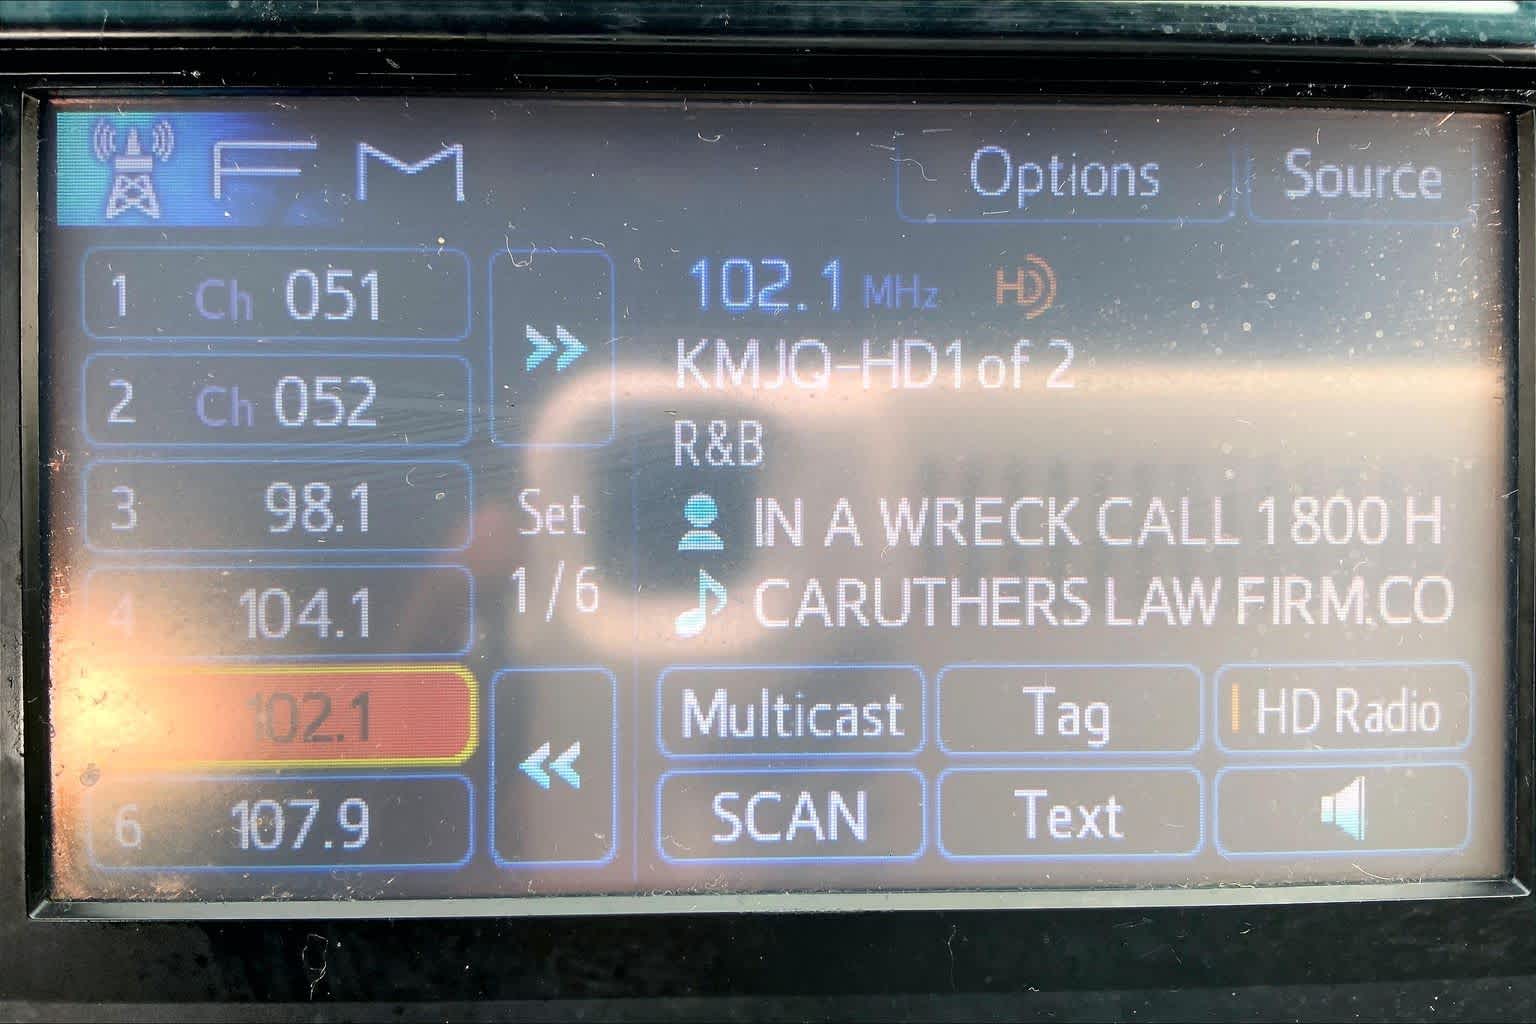 FM
Options
Source
1 Ch 051
2 Ch 052
3 98.1
4 104.1
102.1
6 107.9
Set
1/6
102.1 MHz HD
KMJQ-HD1 of 2
R&B
IN A WRECK CALL 1 800 H
CARUTHERS LAW FIRM.CO
Multicast
Tag
HD Radio
SCAN
Text